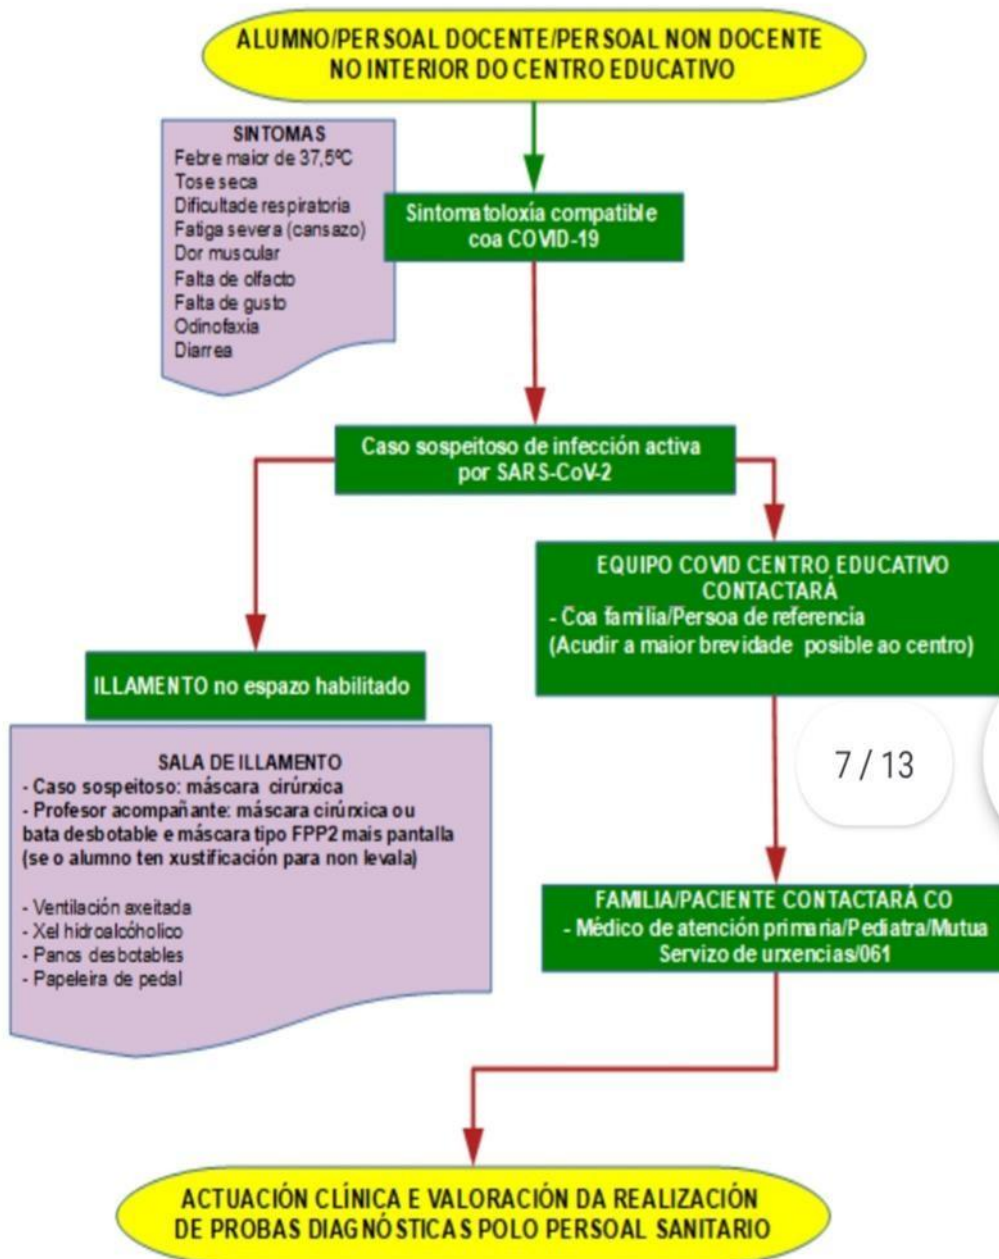 ALUMNO/PERSOAL DOCENTE/PERSOAL NON DOCENTE
NO INTERIOR DO CENTRO EDUCATIVO
SINTOMAS
Febre maior de 37,5ºC
Tose seca
Dificultade respiratoria
Fatiga severa (cansazo)
Dor muscular
Falta de olfacto
Falta de gusto
Odinofaxia
Diarrea
Sintomatoloxía compatible
coa COVID-19
Caso sospeitoso de infección activa
por SARS-CoV-2
EQUIPO COVID CENTRO EDUCATIVO
CONTACTARÁ
- Coa familia/Persoa de referencia
(Acudir a maior brevidade posible ao centro)
ILLAMENTO no espazo habilitado
SALA DE ILLAMENTO
- Caso sospeitoso: máscara cirúrxica
- Profesor acompañante: máscara cirúrxica ou
bata desbotable e máscara tipo FPP2 mais pantalla
(se o alumno ten xustificación para non levala)
- Ventilación axeitada
- Xel hidroalcóholico
- Panos desbotables
- Papeleira de pedal
7 / 13
FAMILIA/PACIENTE CONTACTARÁ CO
- Médico de atención primaria/Pediatra/Mutua
Servizo de urxencias/061
ACTUACIÓN CLÍNICA E VALORACIÓN DA REALIZACIÓN
DE PROBAS DIAGNÓSTICAS POLO PERSOAL SANITARIO